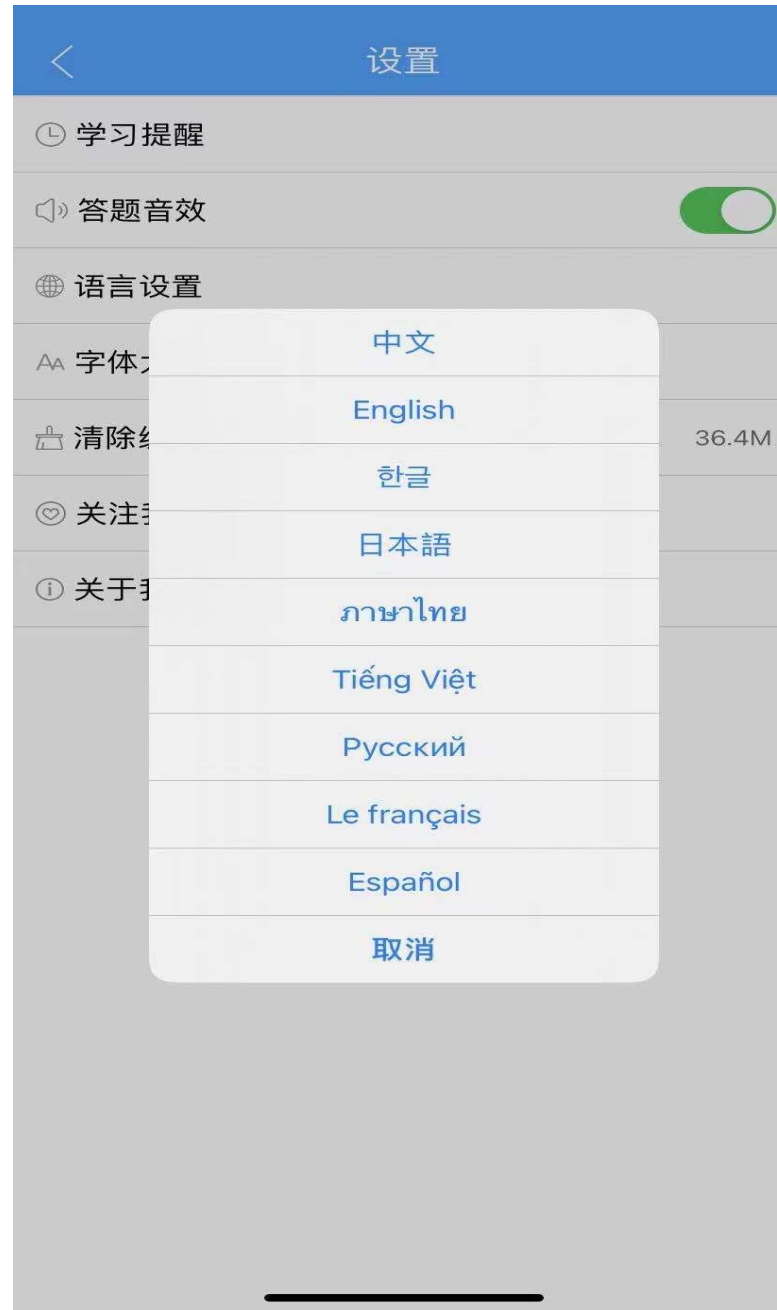 设置
学习提醒
答题音效
语言设置
字体
清除
36.4M
关注
关于
中文
English
한글
日本語
ภาษาไทย
Tiếng Việt
Русский
Le français
Español
取消